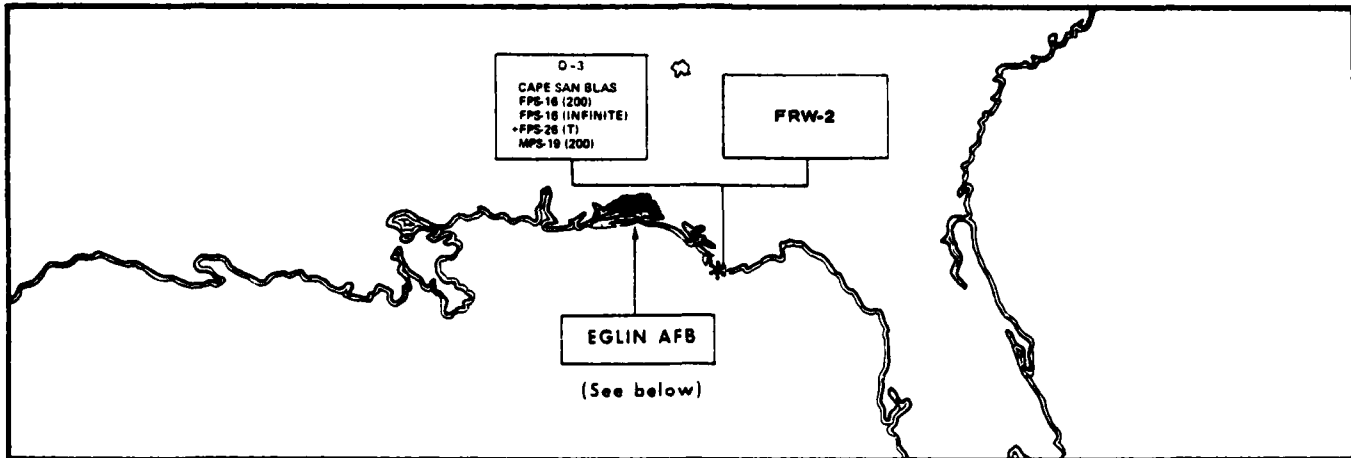 D-3
CAPE SAN BLAS
FPS-16 (200)
FPS-16 (INFINITE)
+FPS-26 (T)
MPS-19 (200)
FRW-2
EGLIN AFB
(See below)